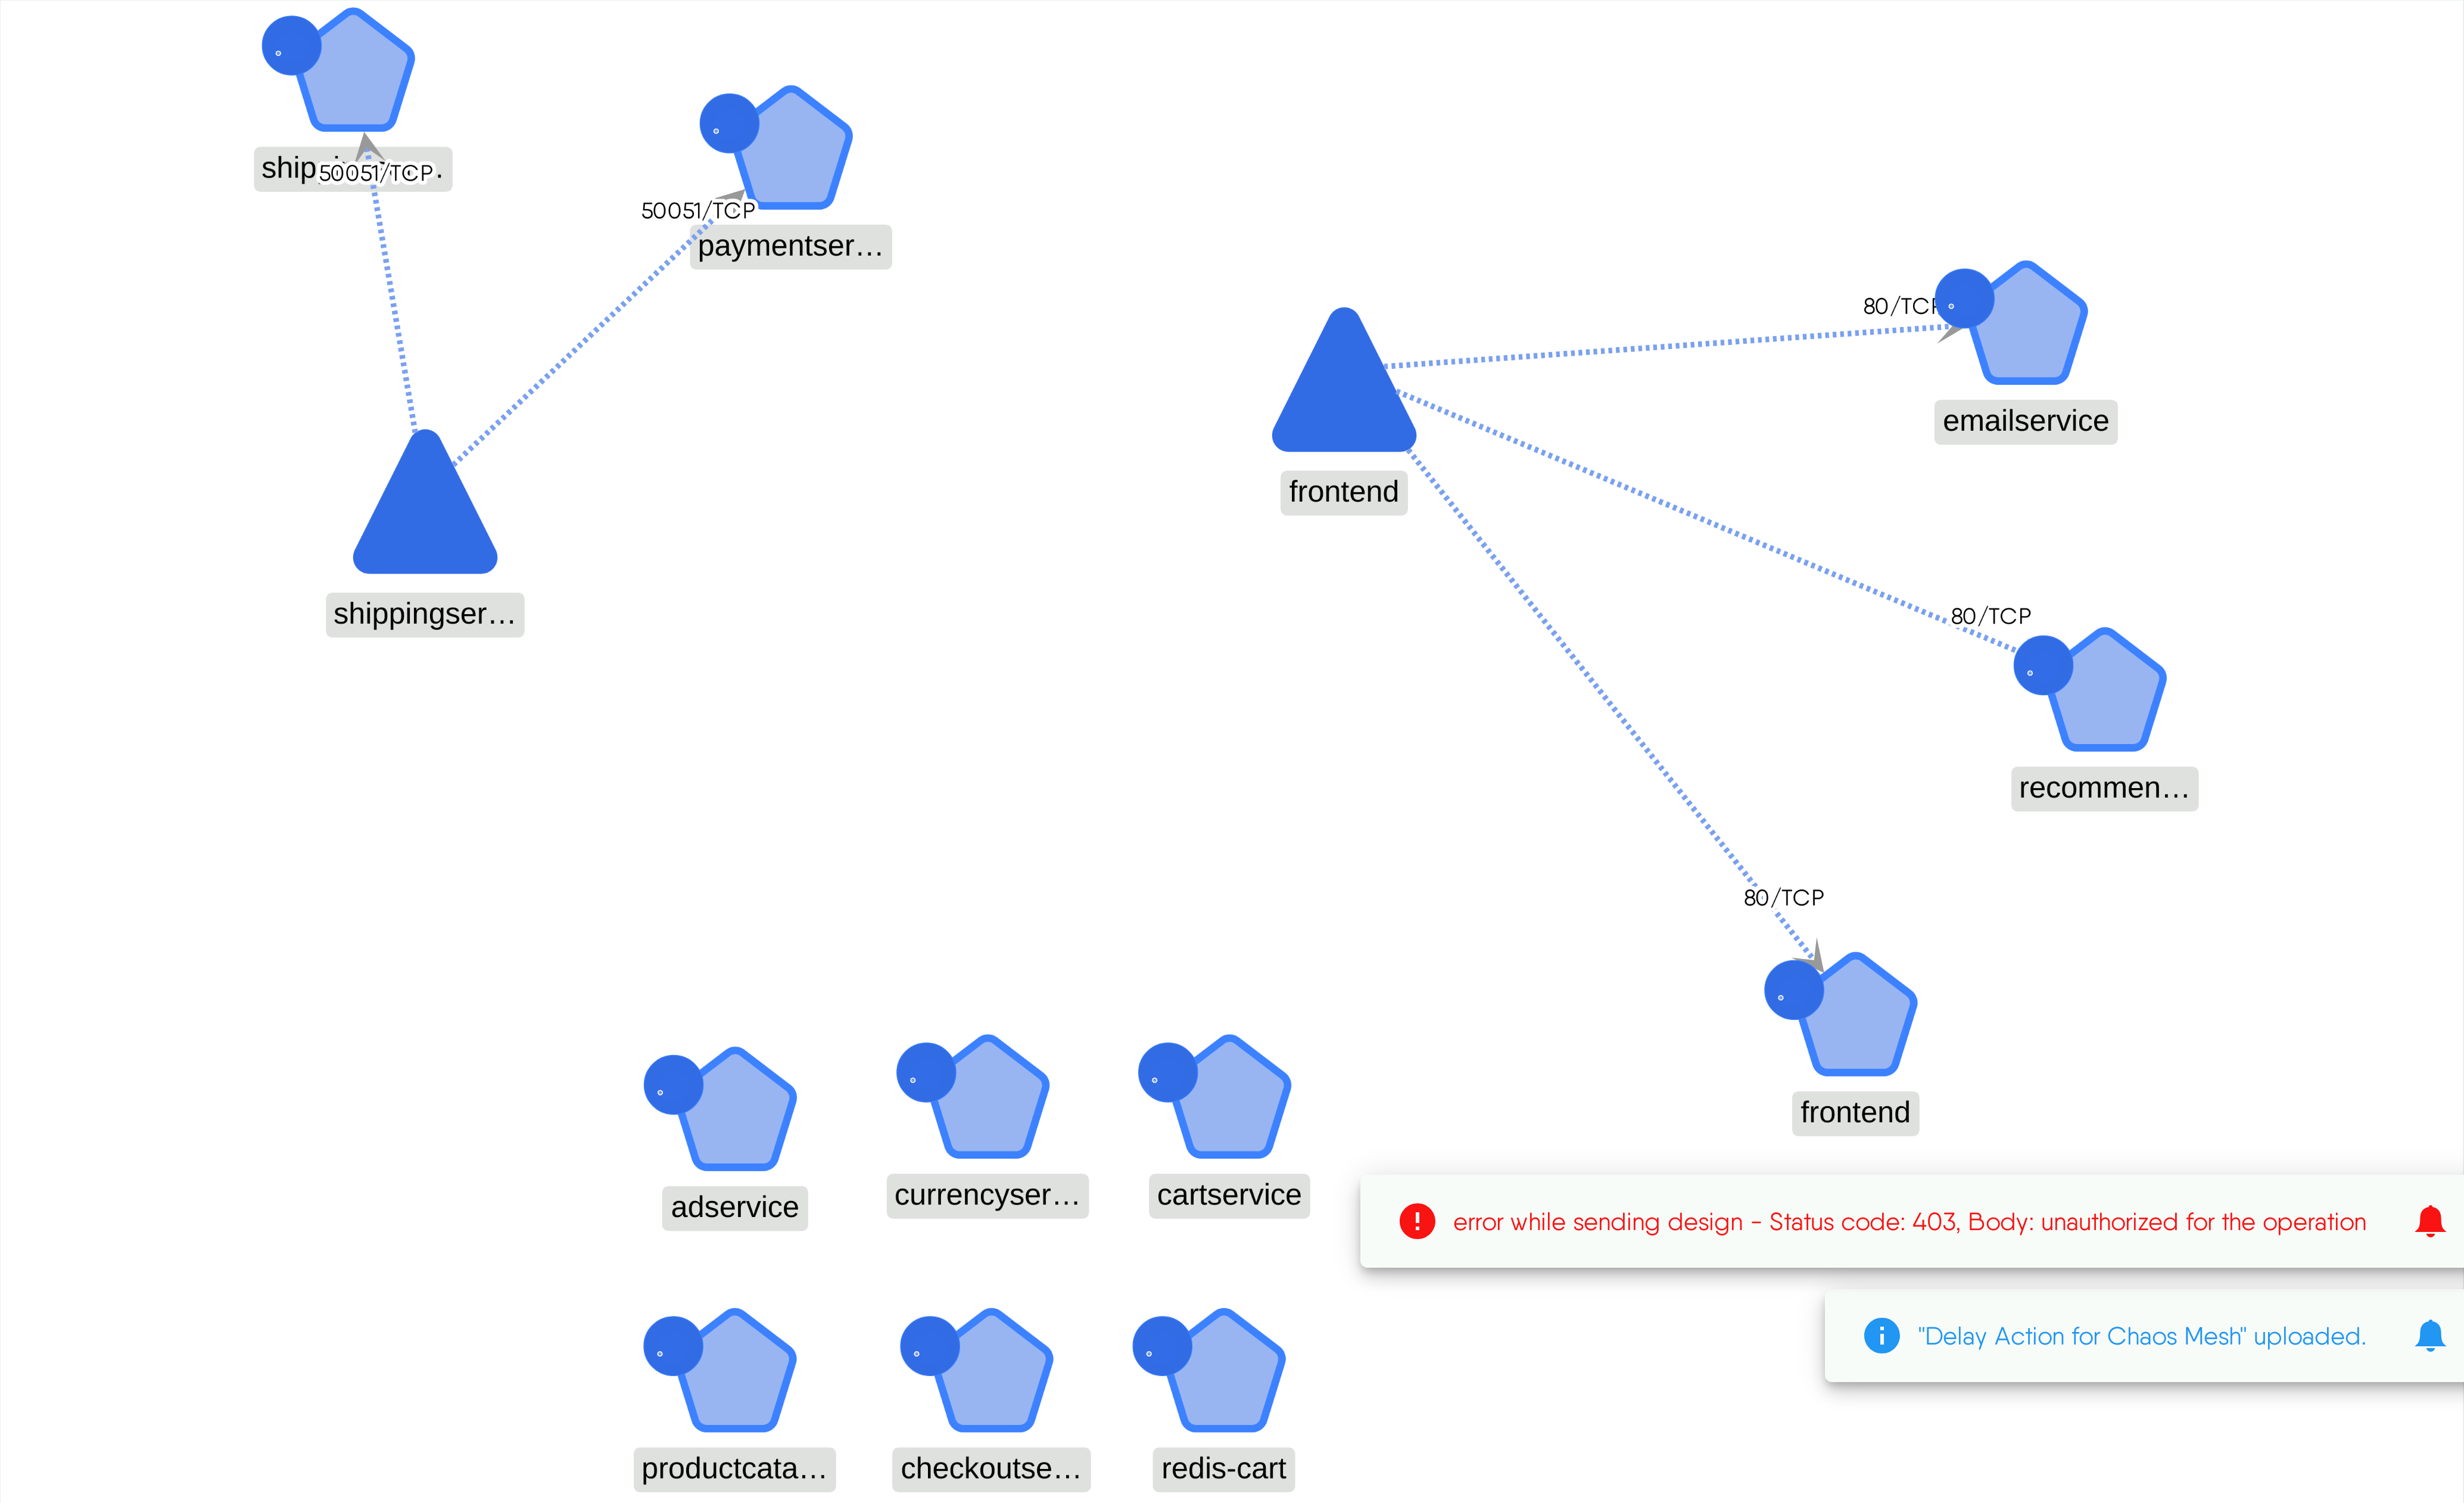 50051/TCP
50051/TCP
paymentser...
80/TCP
emailservice
frontend
shippingser...
80/TCP
recommen...
80/TCP
frontend
adservice
currencyser...
cartservice
error while sending design - Status code: 403, Body: unauthorized for the operation
"Delay Action for Chaos Mesh" uploaded.
productcata...
checkoutse...
redis-cart